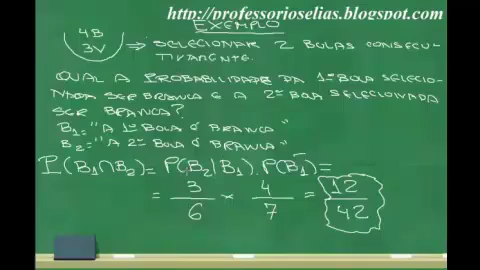 http://professorioselias.blogspot.com
EXEMPLO
4B
3V
⇒ SELECIONAR 2 BOLAS CONSECU-
TIVAMENTE.
QUAL A PROBABILIDADE DA 1ª BOLA SELECIO-
NADA SER BRANCA E A 2ª BOLA SELECIONADA
SER BRANCA?
B1 = "A 1ª BOLA É BRANCA"
B2 = "A 2ª BOLA É BRANCA"
P(B1∩B2) = P(B2|B1).P(B1) =
= 3/6 × 4/7 = 12/42